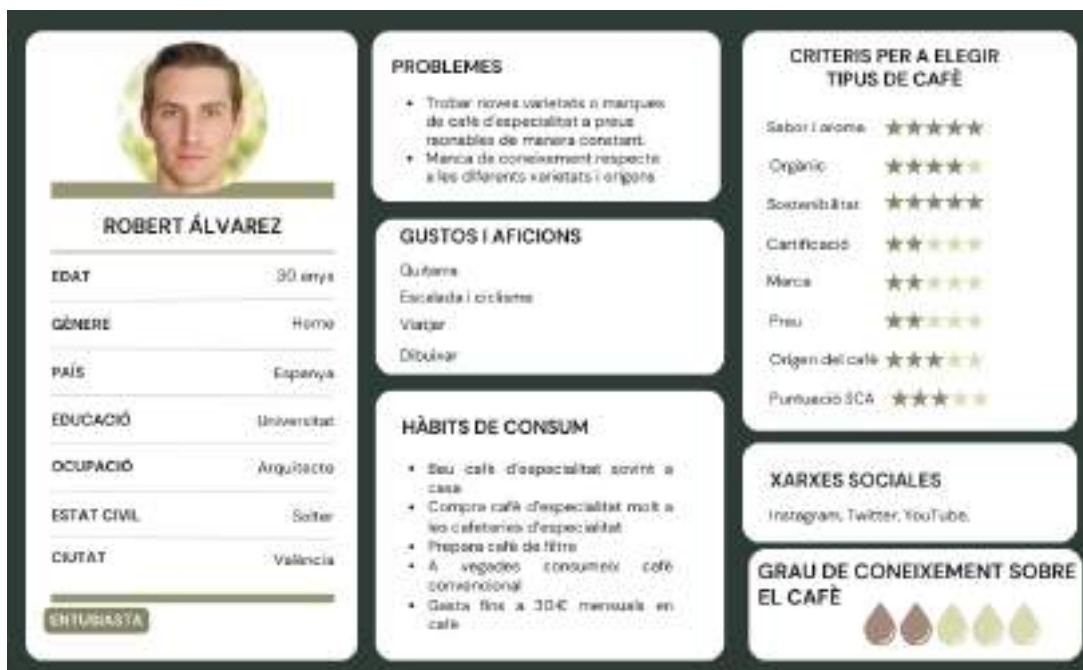 ROBERT ÁLVAREZ
EDAT 30 anys
GÈNERE Home
PAÍS Espanya
EDUCACIÓ Universitat
OCUPACIÓ Arquitecte
ESTAT CIVIL Solter
CIUTAT València
ENTUSIASTA
PROBLEMES
• Trobar noves varietats o marques
de cafè d'especialitat a preus
raonables de manera constant.
• Manca de coneixement respecte
a les diferents varietats i orígens
GUSTOS I AFICIONS
Guitarra
Escalada i ciclisme
Viatjar
Dibuixar
HÀBITS DE CONSUM
• Beu cafè d'especialitat sovint a
casa
• Compra cafè d'especialitat molt a
les cafeteries d'especialitat
• Prepara cafè de filtre
• A vegades consumeix cafè
convencional
• Gasta fins a 30€ mensuals en
cafè
CRITERIS PER A ELEGIR
TIPUS DE CAFÈ
Sabor i aroma
Orgànic
Sostenibilitat
Certificació
Marca
Preu
Origen del cafè
Puntuació SCA
XARXES SOCIALES
Instagram, Twitter, YouTube.
GRAU DE CONEIXEMENT SOBRE
EL CAFÈ